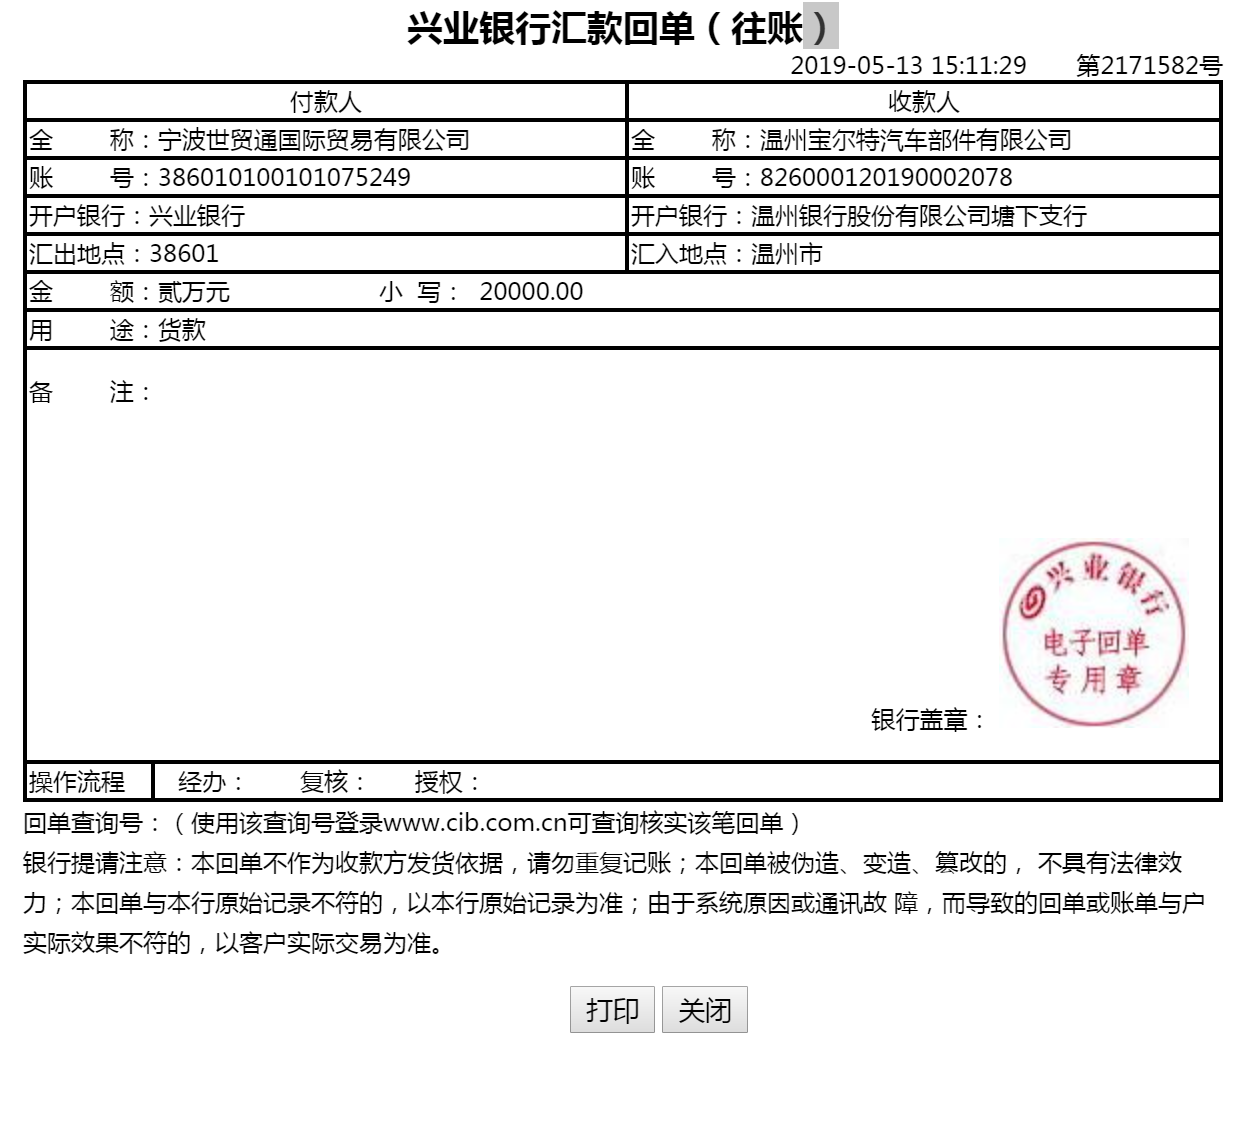 兴业银行汇款回单（往账）
2019-05-13 15:11:29 第2171582号
付款人 收款人
全 称：宁波世贸通国际贸易有限公司 全 称：温州宝尔特汽车部件有限公司
账 号：386010100101075249 账 号：826000120190002078
开户银行：兴业银行 开户银行：温州银行股份有限公司塘下支行
汇出地点：38601 汇入地点：温州市
金 额：贰万元 小 写： 20000.00
用 途：货款
备 注：
兴业银行
电子回单
专用章
银行盖章：
操作流程 经办： 复核： 授权：
回单查询号：（使用该查询号登录www.cib.com.cn可查询核实该笔回单）
银行提请注意：本回单不作为收款方发货依据，请勿重复记账；本回单被伪造、变造、篡改的， 不具有法律效
力；本回单与本行原始记录不符的，以本行原始记录为准；由于系统原因或通讯故 障，而导致的回单或账单与户
实际效果不符的，以客户实际交易为准。
打印 关闭